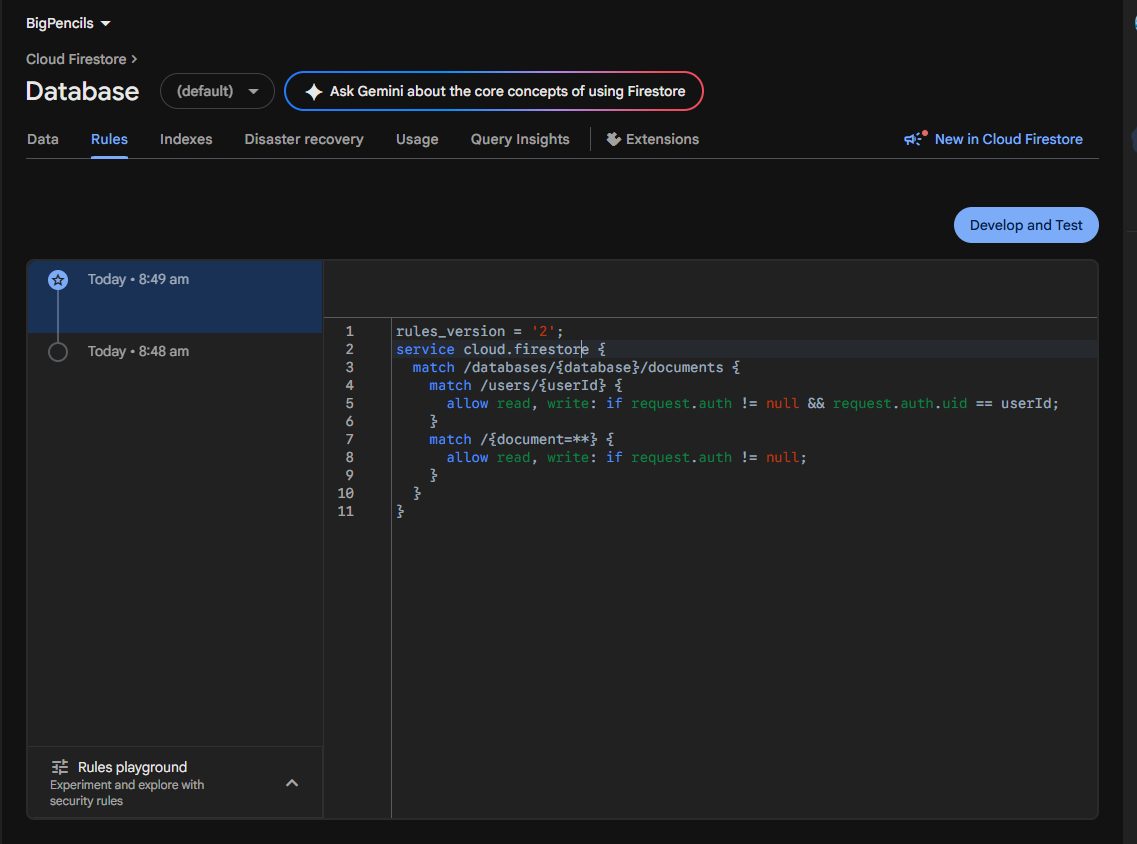 BigPencils
Cloud Firestore >
Database
(default)
Ask Gemini about the core concepts of using Firestore
Data
Rules
Indexes
Disaster recovery
Usage
Query Insights
Extensions
New in Cloud Firestore
Develop and Test
Today • 8:49 am
Today • 8:48 am
1 rules_version = '2';
2 service cloud.firestore {
3   match /databases/{database}/documents {
4     match /users/{userId} {
5       allow read, write: if request.auth != null && request.auth.uid == userId;
6     }
7     match /{document=**} {
8       allow read, write: if request.auth != null;
9     }
10   }
11 }
Rules playground
Experiment and explore with
security rules